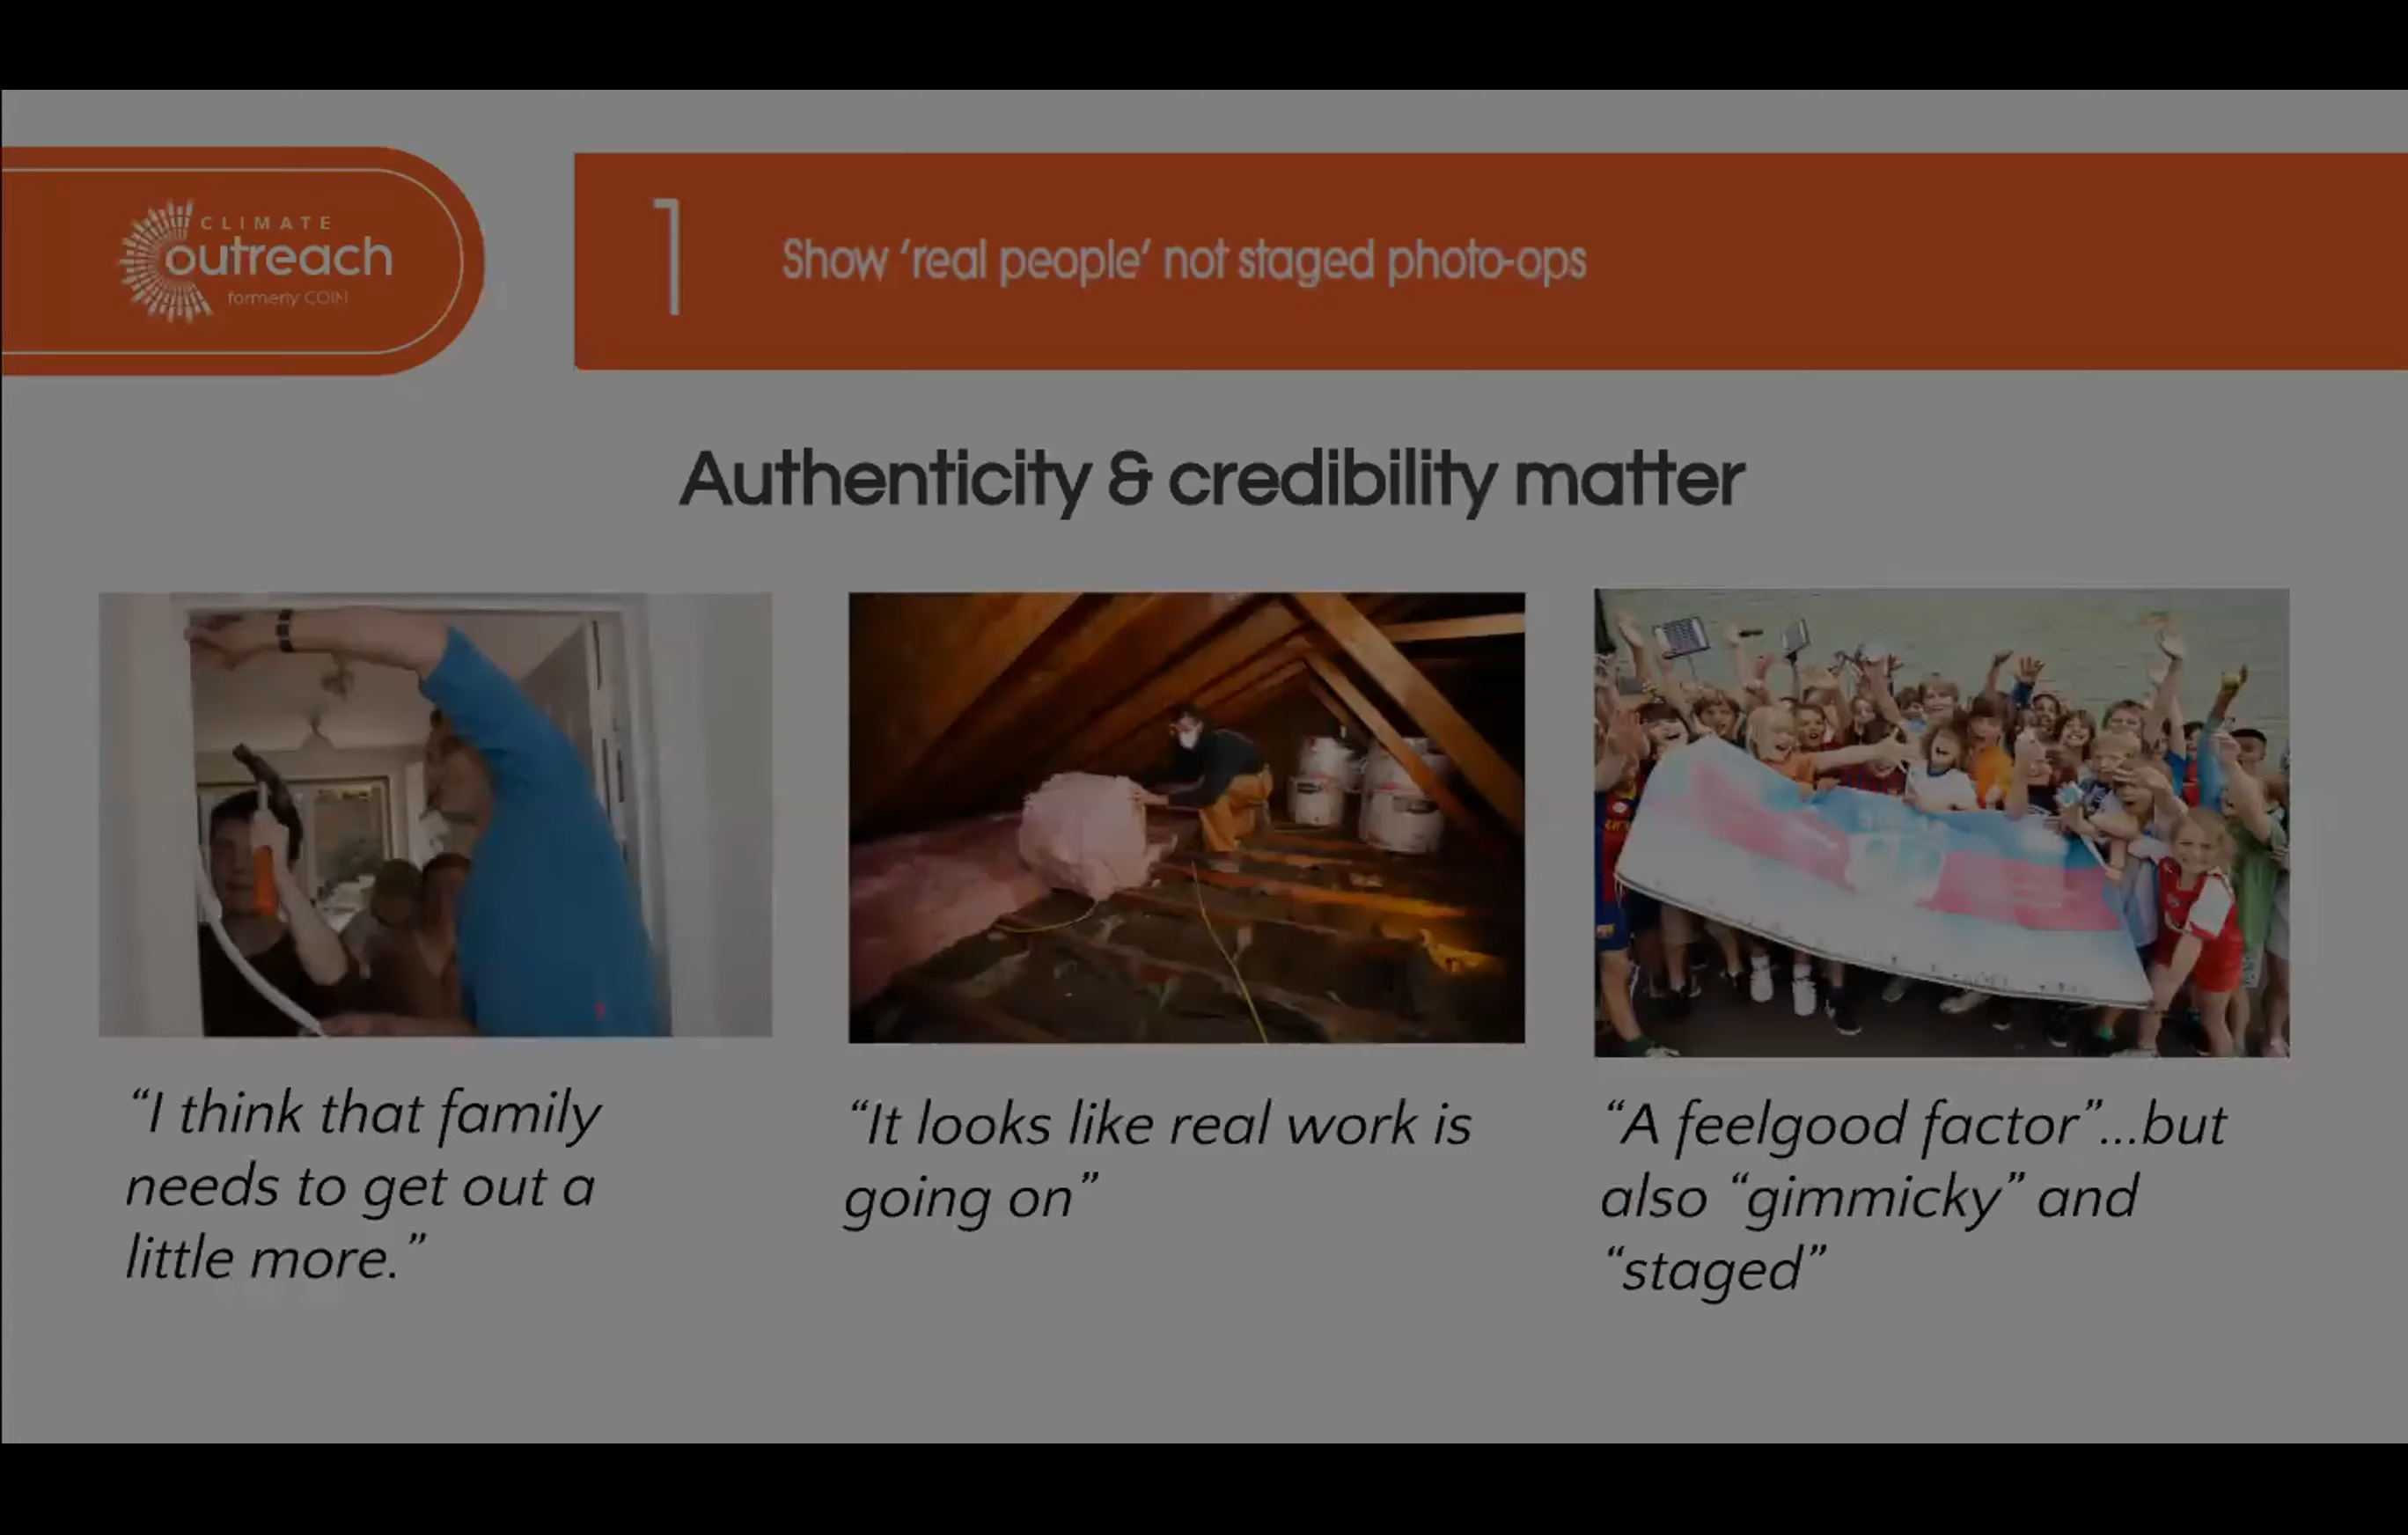 CLIMATE
outreach
formerly COIN
1
Show ‘real people’ not staged photo-ops
Authenticity & credibility matter
“I think that family
needs to get out a
little more.”
“It looks like real work is
going on”
“A feelgood factor”...but
also “gimmicky” and
“staged”